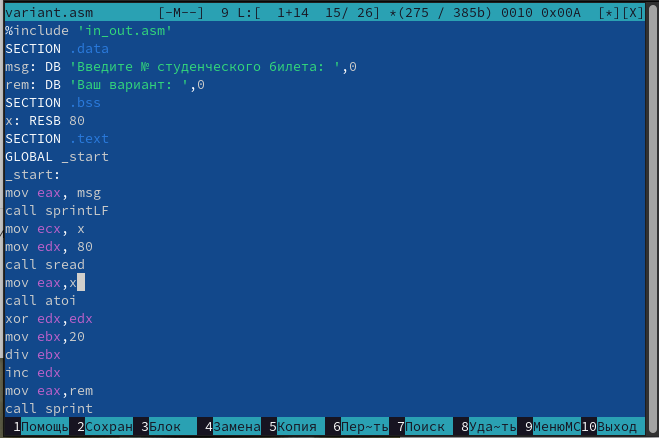 variant.asm [-M--] 9 L:[ 1+14 15/ 26] *(275 / 385b) 0010 0x00A [*][X]
%include 'in_out.asm'
SECTION .data
msg: DB 'Введите № студенческого билета: ',0
rem: DB 'Ваш вариант: ',0
SECTION .bss
x: RESB 80
SECTION .text
GLOBAL _start
_start:
mov eax, msg
call sprintLF
mov ecx, x
mov edx, 80
call sread
mov eax,x
call atoi
xor edx,edx
mov ebx,20
div ebx
inc edx
mov eax,rem
call sprint
1Помощь 2Сохран 3Блок 4Замена 5Копия 6Пер~ть 7Поиск 8Уда~ть 9МенюMC 10Выход